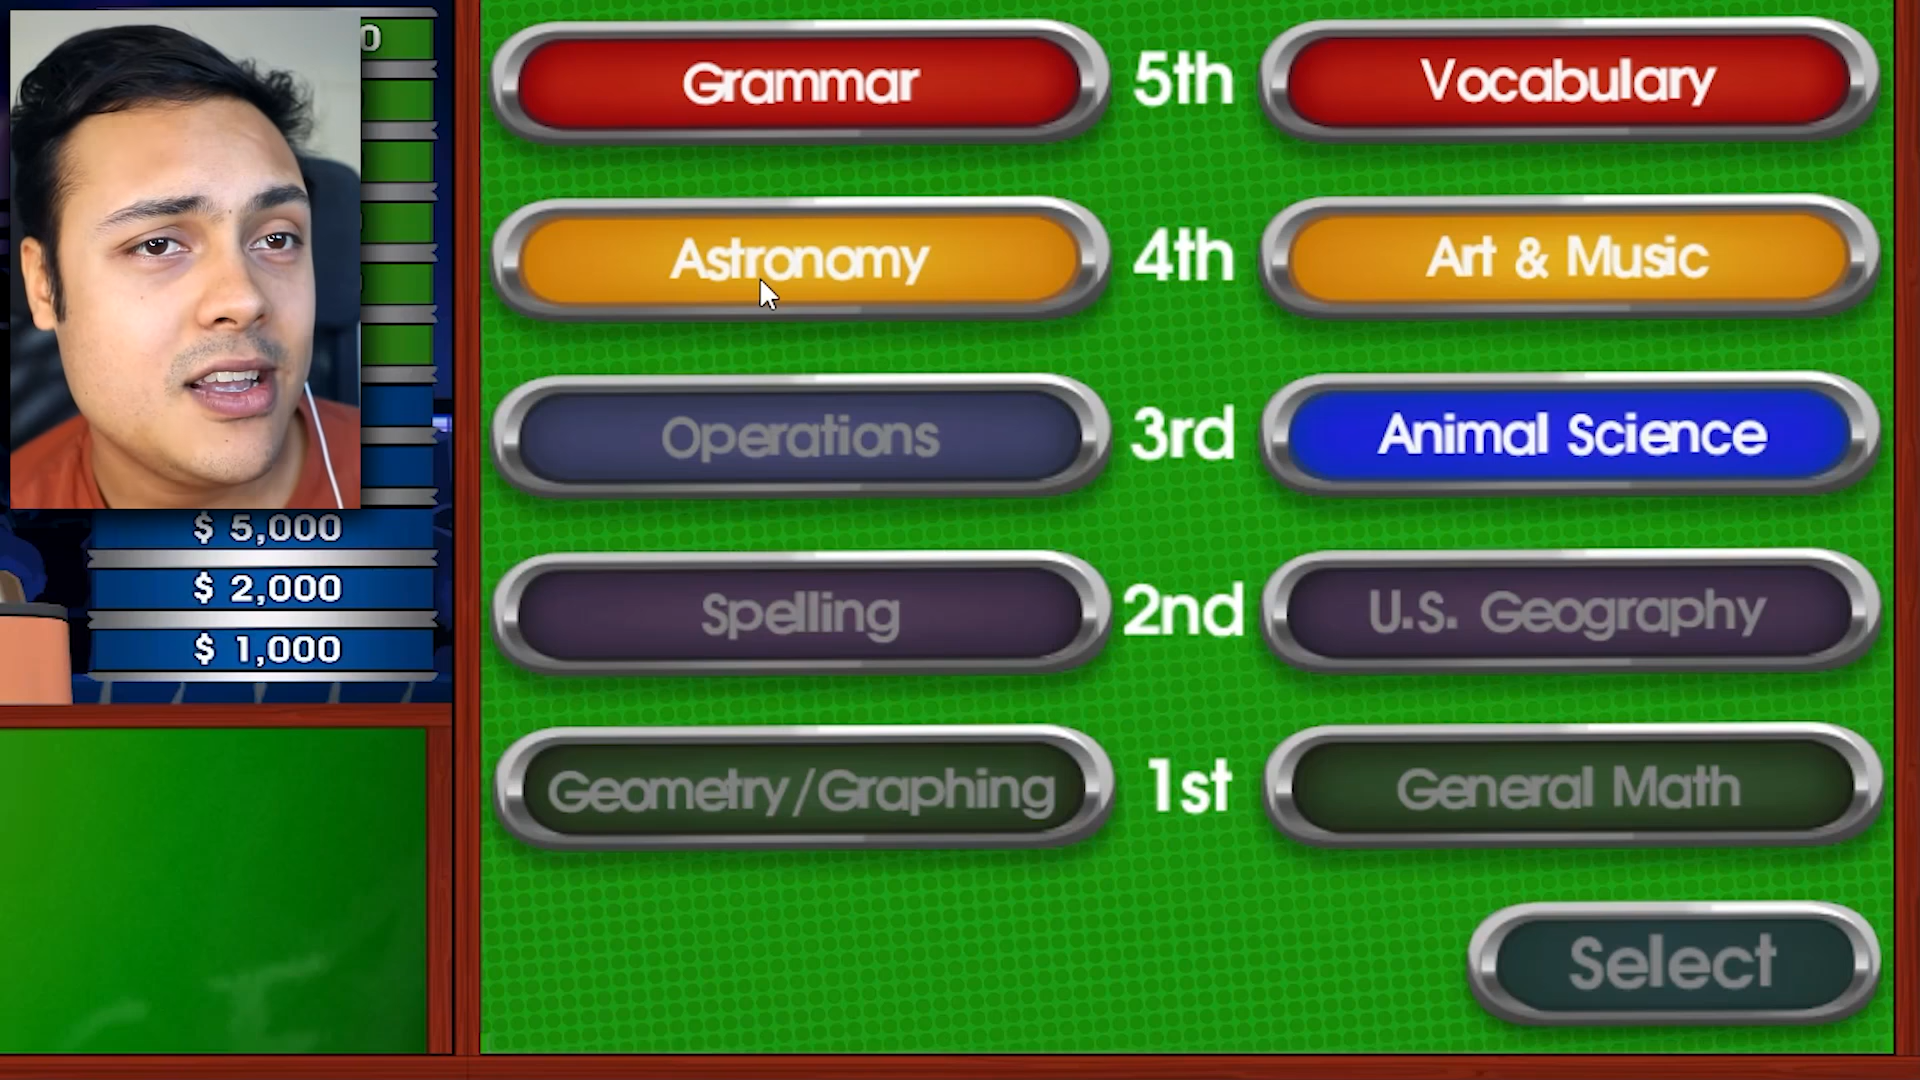 0
Grammar 5th Vocabulary
Astronomy 4th Art & Music
Operations 3rd Animal Science
$ 5,000
$ 2,000
$ 1,000
Spelling 2nd U.S. Geography
Geometry/Graphing 1st General Math
Select